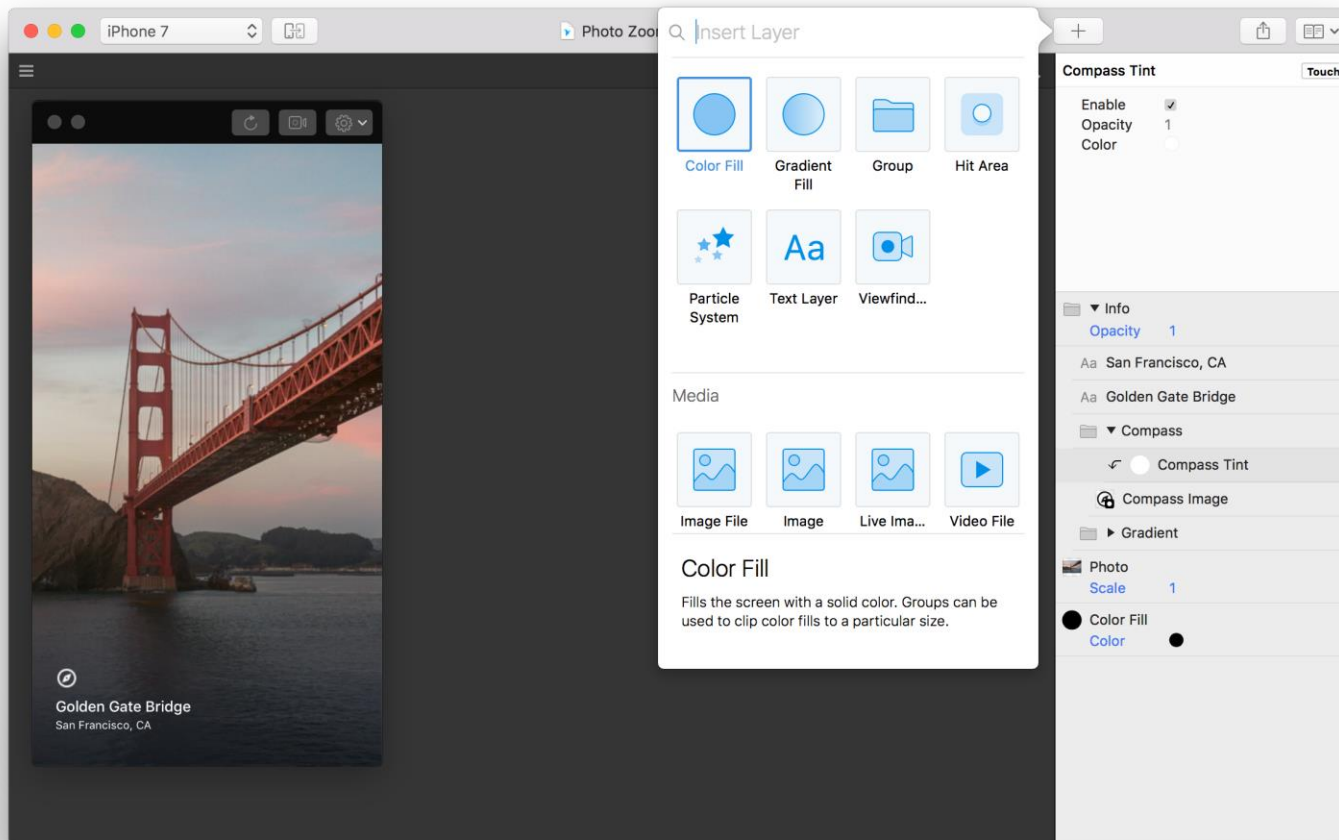 iPhone 7
Photo Zoo
Insert Layer
Color Fill
Gradient
Fill
Group
Hit Area
Particle
System
Aa
Text Layer
Viewfind...
Media
Image File
Image
Live Ima...
Video File
Color Fill
Fills the screen with a solid color. Groups can be
used to clip color fills to a particular size.
Golden Gate Bridge
San Francisco, CA
Compass Tint
Touch
Enable
Opacity 1
Color
Info
Opacity 1
Aa San Francisco, CA
Aa Golden Gate Bridge
Compass
Compass Tint
Compass Image
Gradient
Photo
Scale 1
Color Fill
Color